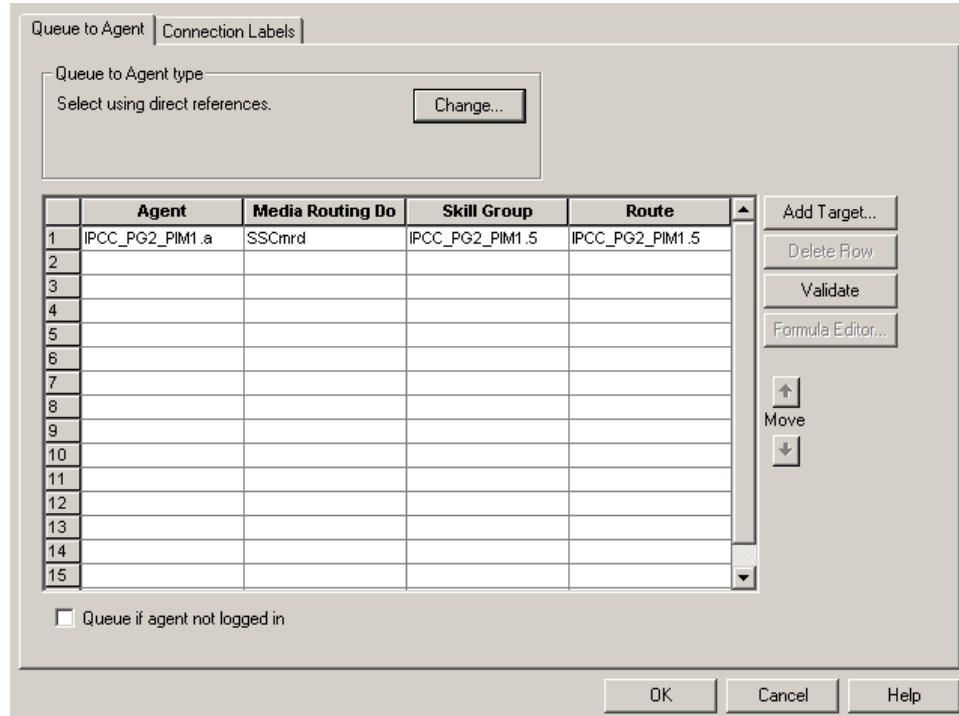 Queue to Agent Connection Labels
Queue to Agent type
Select using direct references.
Change...
Agent Media Routing Do Skill Group Route
1 IPCC_PG2_PIM1.a SSCmrd IPCC_PG2_PIM1.5 IPCC_PG2_PIM1.5
2
3
4
5
6
7
8
9
10
11
12
13
14
15
Add Target...
Delete Row
Validate
Formula Editor...
Move
Queue if agent not logged in
OK Cancel Help